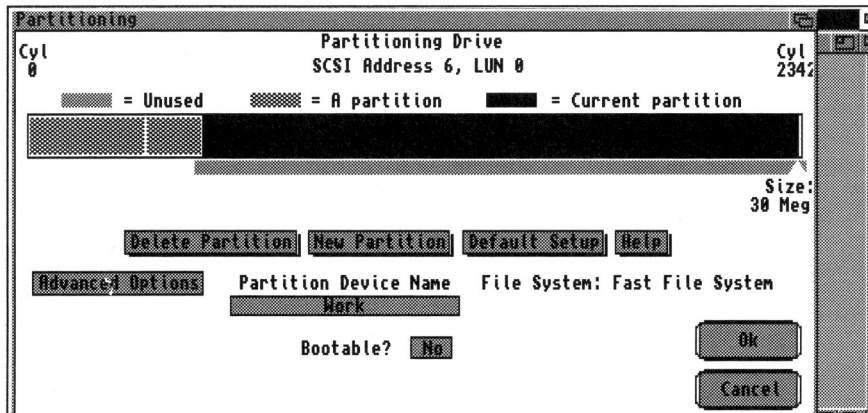 Partitioning
Partitioning Drive
Cyl
0
SCSI Address 6, LUN 0
Cyl
2342
= Unused
= A partition
= Current partition
Size:
30 Meg
Delete Partition
New Partition
Default Setup
Help
Advanced Options
Partition Device Name
File System: Fast File System
Work
Bootable?
No
Ok
Cancel